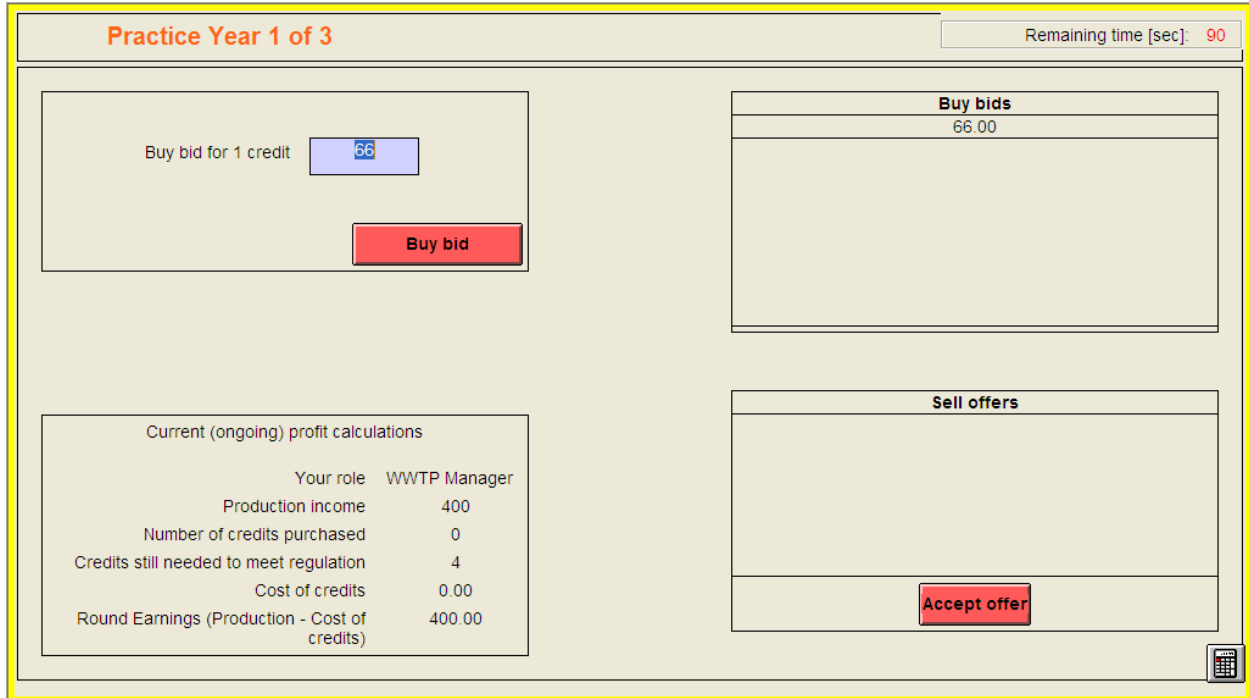 Practice Year 1 of 3
Remaining time [sec]: 90
Buy bid for 1 credit 66
Buy bid
Buy bids
66.00
Current (ongoing) profit calculations
Your role WWTP Manager
Production income 400
Number of credits purchased 0
Credits still needed to meet regulation 4
Cost of credits 0.00
Round Earnings (Production - Cost of 400.00
credits)
Sell offers
Accept offer